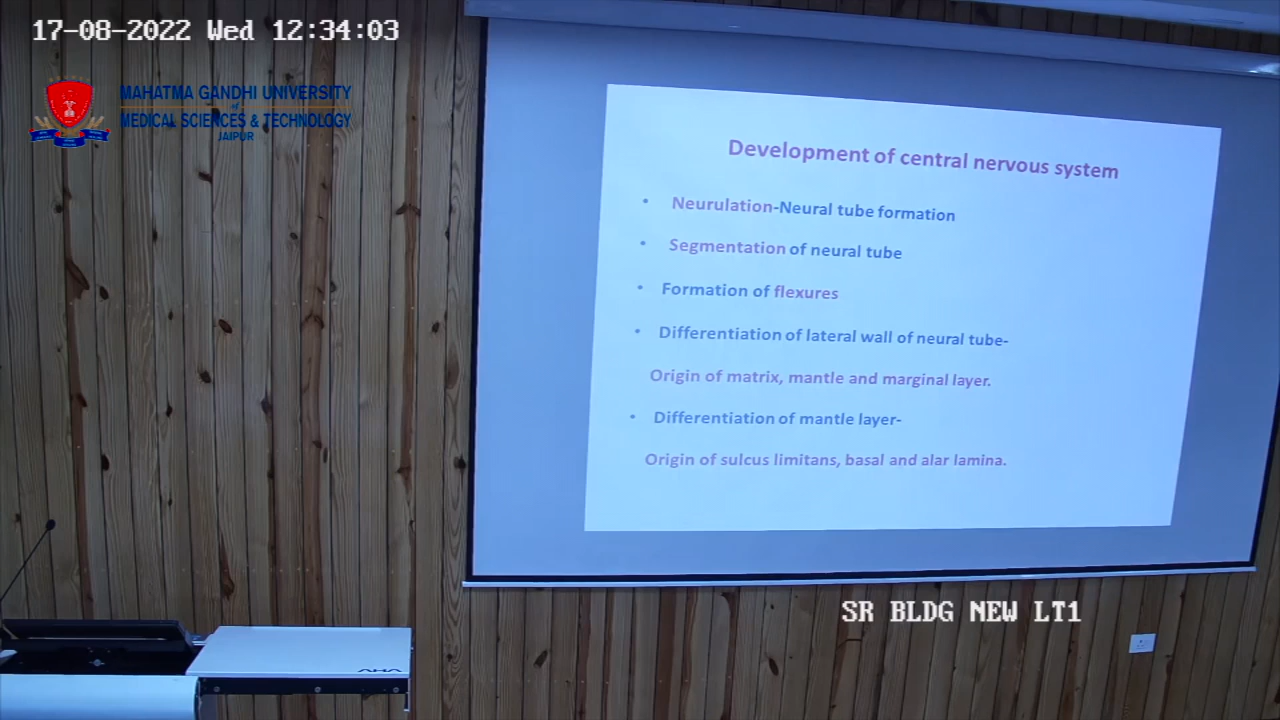 17-08-2022 Wed 12:34:03
MAHATMA GANDHI UNIVERSITY
of
MEDICAL SCIENCES & TECHNOLOGY
JAIPUR
Development of central nervous system
• Neurulation-Neural tube formation
• Segmentation of neural tube
• Formation of flexures
• Differentiation of lateral wall of neural tube-
Origin of matrix, mantle and marginal layer.
• Differentiation of mantle layer-
Origin of sulcus limitans, basal and alar lamina.
SR BLDG NEW LT1
AHA